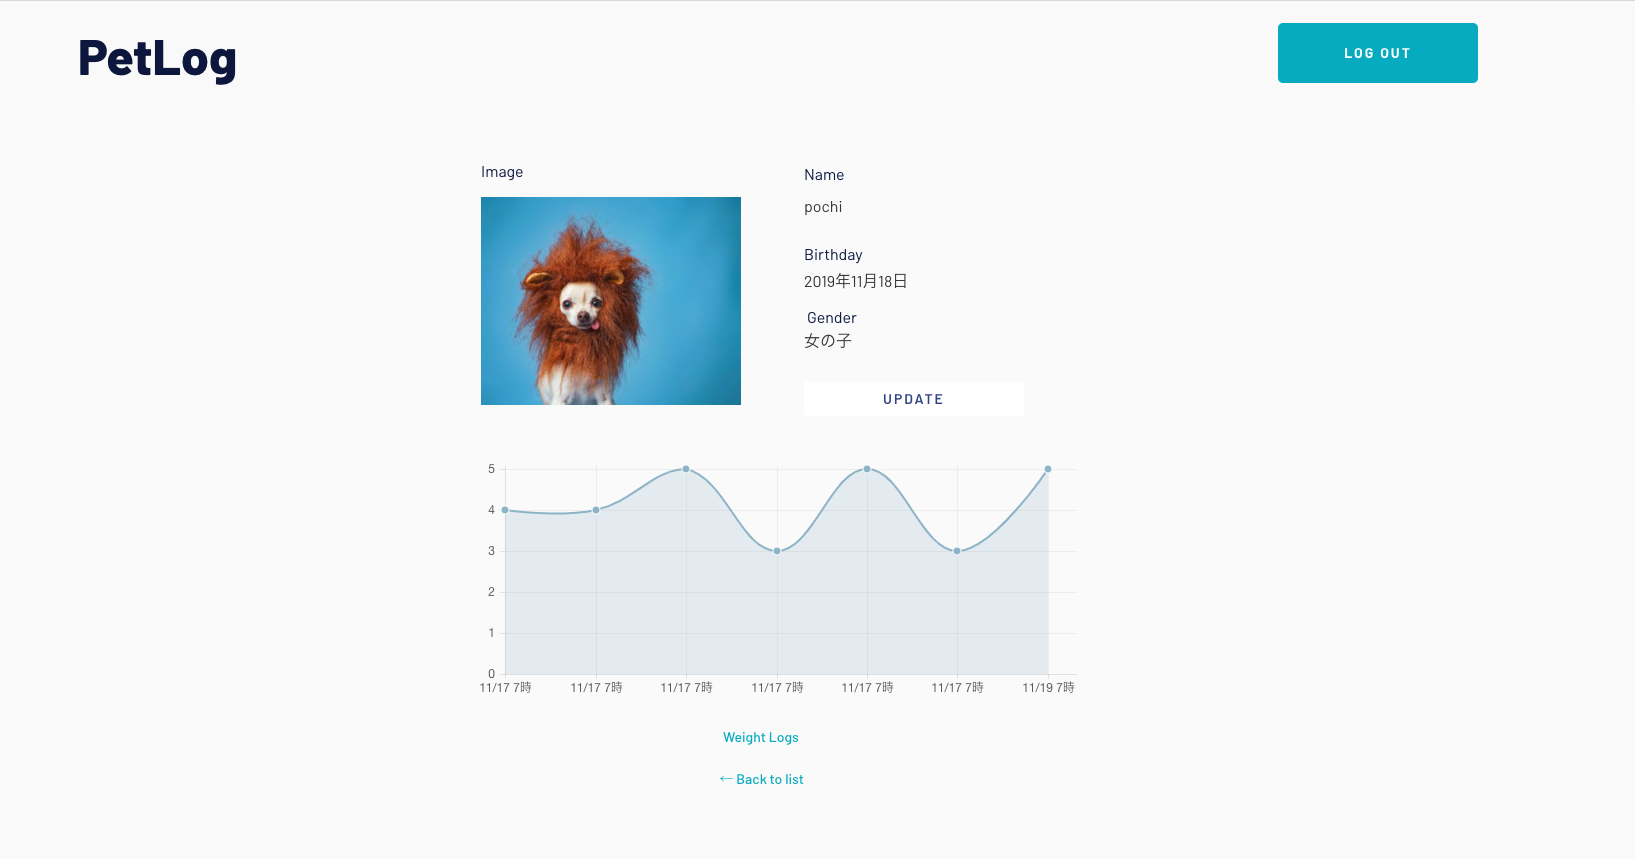 PetLog
LOG OUT
Image
Name
pochi
Birthday
2019年11月18日
Gender
女の子
UPDATE
5
4
3
2
1
0
11/17 7時 11/17 7時 11/17 7時 11/17 7時 11/17 7時 11/17 7時 11/19 7時
Weight Logs
← Back to list